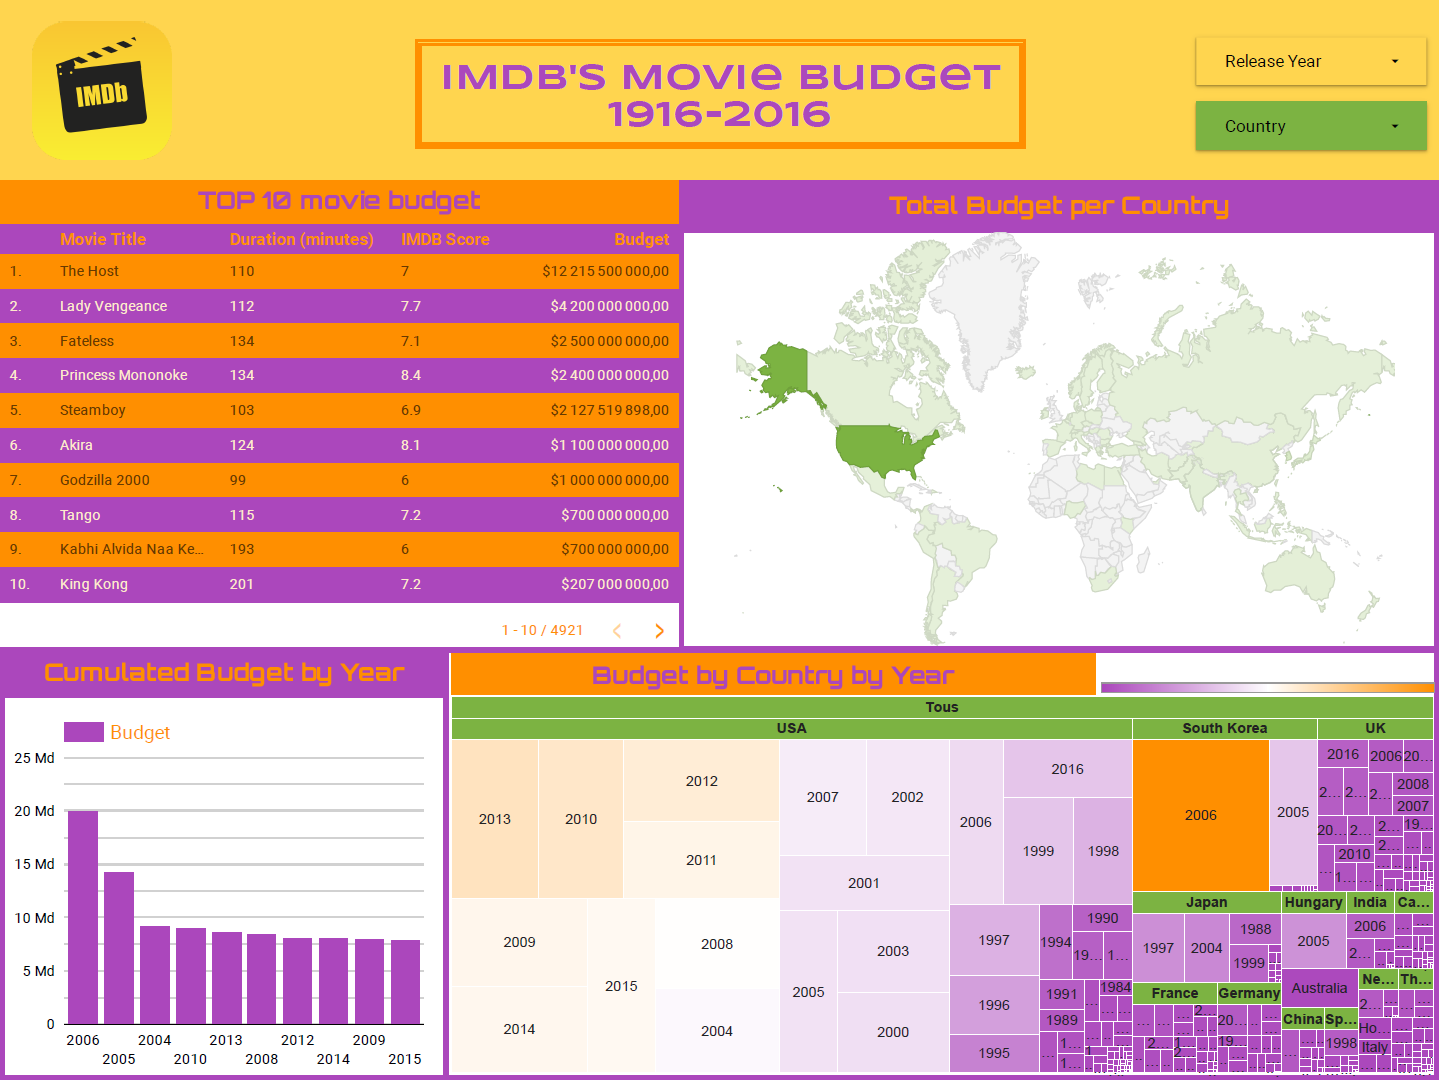 IMDb
IMDB'S MOVIE BUDGET
1916-2016
Release Year
Country
TOP 10 movie budget
Movie Title Duration (minutes) IMDB Score Budget
1. The Host 110 7 $12 215 500 000,00
2. Lady Vengeance 112 7.7 $4 200 000 000,00
3. Fateless 134 7.1 $2 500 000 000,00
4. Princess Mononoke 134 8.4 $2 400 000 000,00
5. Steamboy 103 6.9 $2 127 519 898,00
6. Akira 124 8.1 $1 100 000 000,00
7. Godzilla 2000 99 6 $1 000 000 000,00
8. Tango 115 7.2 $700 000 000,00
9. Kabhi Alvida Naa Ke... 193 6 $700 000 000,00
10. King Kong 201 7.2 $207 000 000,00
1 - 10 / 4921
Total Budget per Country
Cumulated Budget by Year
Budget
25 Md
20 Md
15 Md
10 Md
5 Md
0
2006 2004 2013 2012 2009
2005 2010 2008 2014 2015
Budget by Country by Year
Tous
USA South Korea UK
2013
2010
2012
2011
2009
2014
2015
2008
2004
2007
2002
2001
2005
2003
2000
2006
2016
1999
1998
1997
1996
1995
1994
1990
19... 1...
1991
1984
1989
1...
1...
1
2006
2005
2016 2006 20...
2... 2... 2... 2008
2007
20... 2... 2... 19...
2...
2010
1...
Japan Hungary India Ca...
1997 2004 1988
1999
2005
2006
2...
Australia
Ne... Th...
2...
France Germany
2...
20...
2... 1... 19...
2...
China Sp...
1998
Ho...
Italy